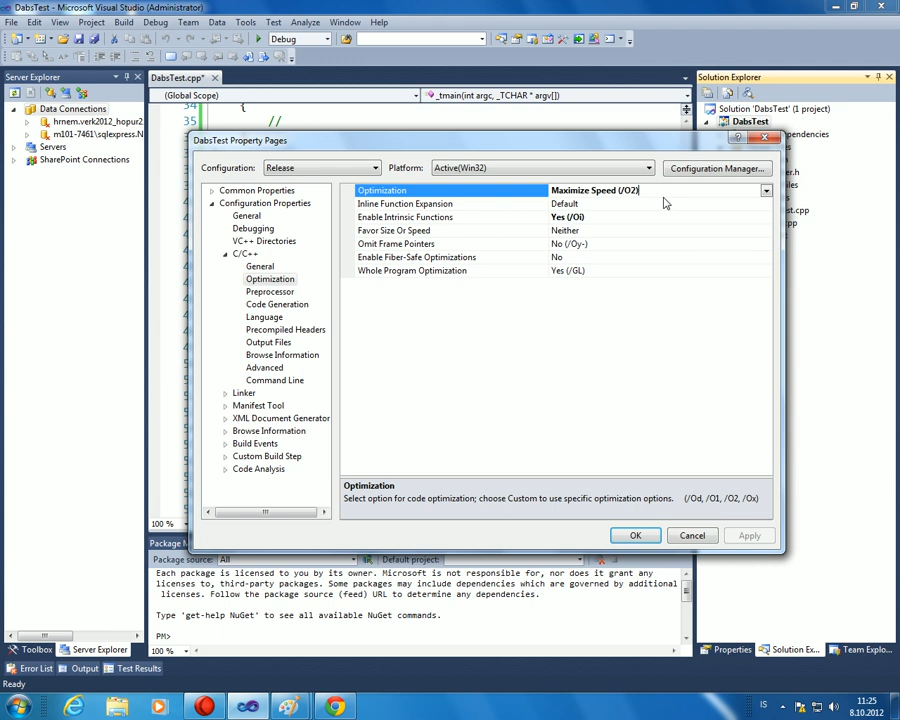 DabsTest - Microsoft Visual Studio (Administrator)
File Edit View Project Build Debug Team Data Tools Test Analyze Window Help
Debug
Server Explorer
DabsTest.cpp*
Solution Explorer
(Global Scope)
_tmain(int argc, _TCHAR * argv[])
Data Connections
hrnem.verk2012_hopur2
m101-7461\sqlexpress.N
Servers
SharePoint Connections
34 {
35 //
Solution 'DabsTest' (1 project)
DabsTest
DabsTest Property Pages
Configuration: Release
Platform: Active(Win32)
Configuration Manager...
Common Properties
Configuration Properties
General
Debugging
VC++ Directories
C/C++
General
Optimization
Preprocessor
Code Generation
Language
Precompiled Headers
Output Files
Browse Information
Advanced
Command Line
Linker
Manifest Tool
XML Document Generator
Browse Information
Build Events
Custom Build Step
Code Analysis
Optimization Maximize Speed (/O2)
Inline Function Expansion Default
Enable Intrinsic Functions Yes (/Oi)
Favor Size Or Speed Neither
Omit Frame Pointers No (/Oy-)
Enable Fiber-Safe Optimizations No
Whole Program Optimization Yes (/GL)
Optimization
Select option for code optimization; choose Custom to use specific optimization options. (/Od, /O1, /O2, /Ox)
OK Cancel Apply
100 %
Package source: All
Default project:
Each package is licensed to you by its owner. Microsoft is not responsible for, nor does it grant any
licenses to, third-party packages. Some packages may include dependencies which are governed by additional
licenses. Follow the package source (feed) URL to determine any dependencies.
Type 'get-help NuGet' to see all available NuGet commands.
PM>
100 %
Toolbox Server Explorer
Properties Solution Ex... Team Explo...
Error List Output Test Results
Ready
IS
11:25
8.10.2012